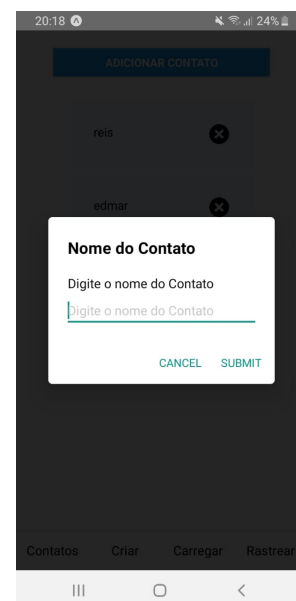 20:18 24%
ADICIONAR CONTATO
reis
edmar
Nome do Contato
Digite o nome do Contato
Digite o nome do Contato
CANCEL SUBMIT
Contatos Criar Carregar Rastrear